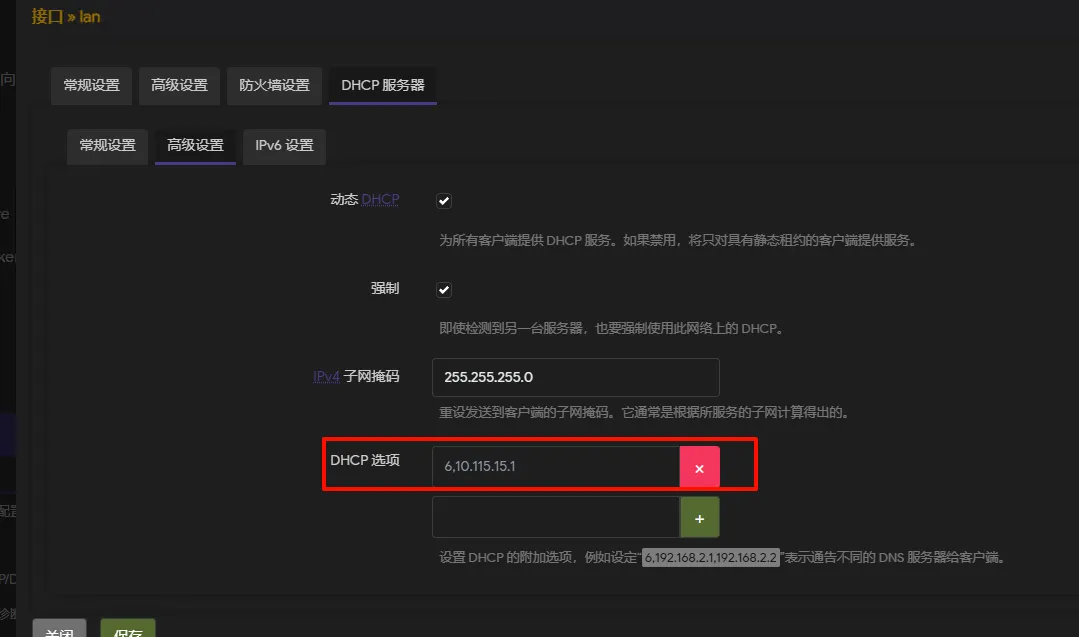 接口 » lan
向
常规设置 高级设置 防火墙设置 DHCP 服务器
常规设置 高级设置 IPv6 设置
动态 DHCP
为所有客户端提供 DHCP 服务。如果禁用，将只对具有静态租约的客户端提供服务。
强制
即使检测到另一台服务器，也要强制使用此网络上的 DHCP。
IPv4 子网掩码 255.255.255.0
重设发送到客户端的子网掩码。它通常是根据所服务的子网计算得出的。
DHCP 选项 6,10.115.15.1 ×
+
配置
设置 DHCP 的附加选项，例如设定“6,192.168.2.1,192.168.2.2”表示通告不同的 DNS 服务器给客户端。
P/D
诊断
关闭 保存